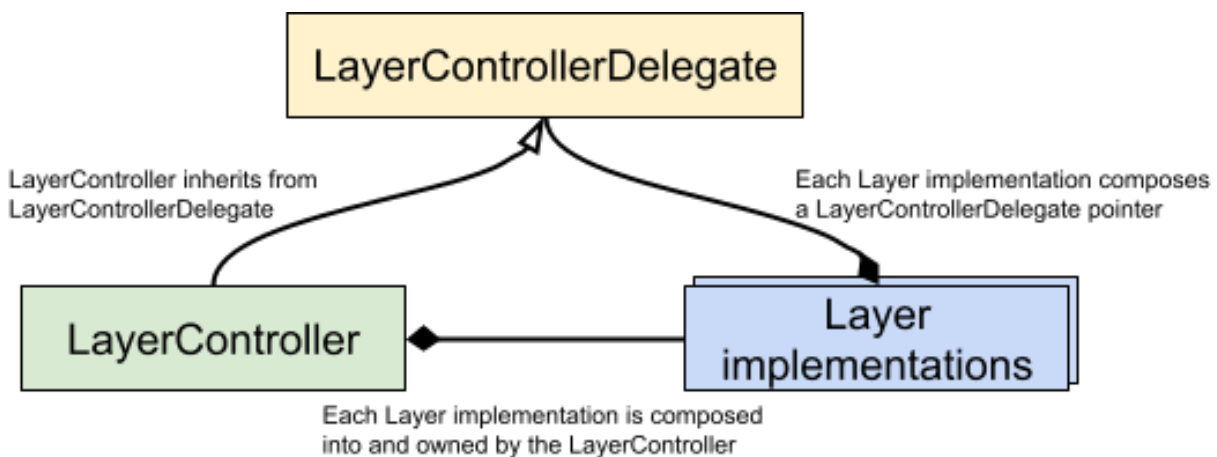 LayerControllerDelegate
LayerController inherits from
LayerControllerDelegate
Each Layer implementation composes
a LayerControllerDelegate pointer
LayerController
Layer
implementations
Each Layer implementation is composed
into and owned by the LayerController